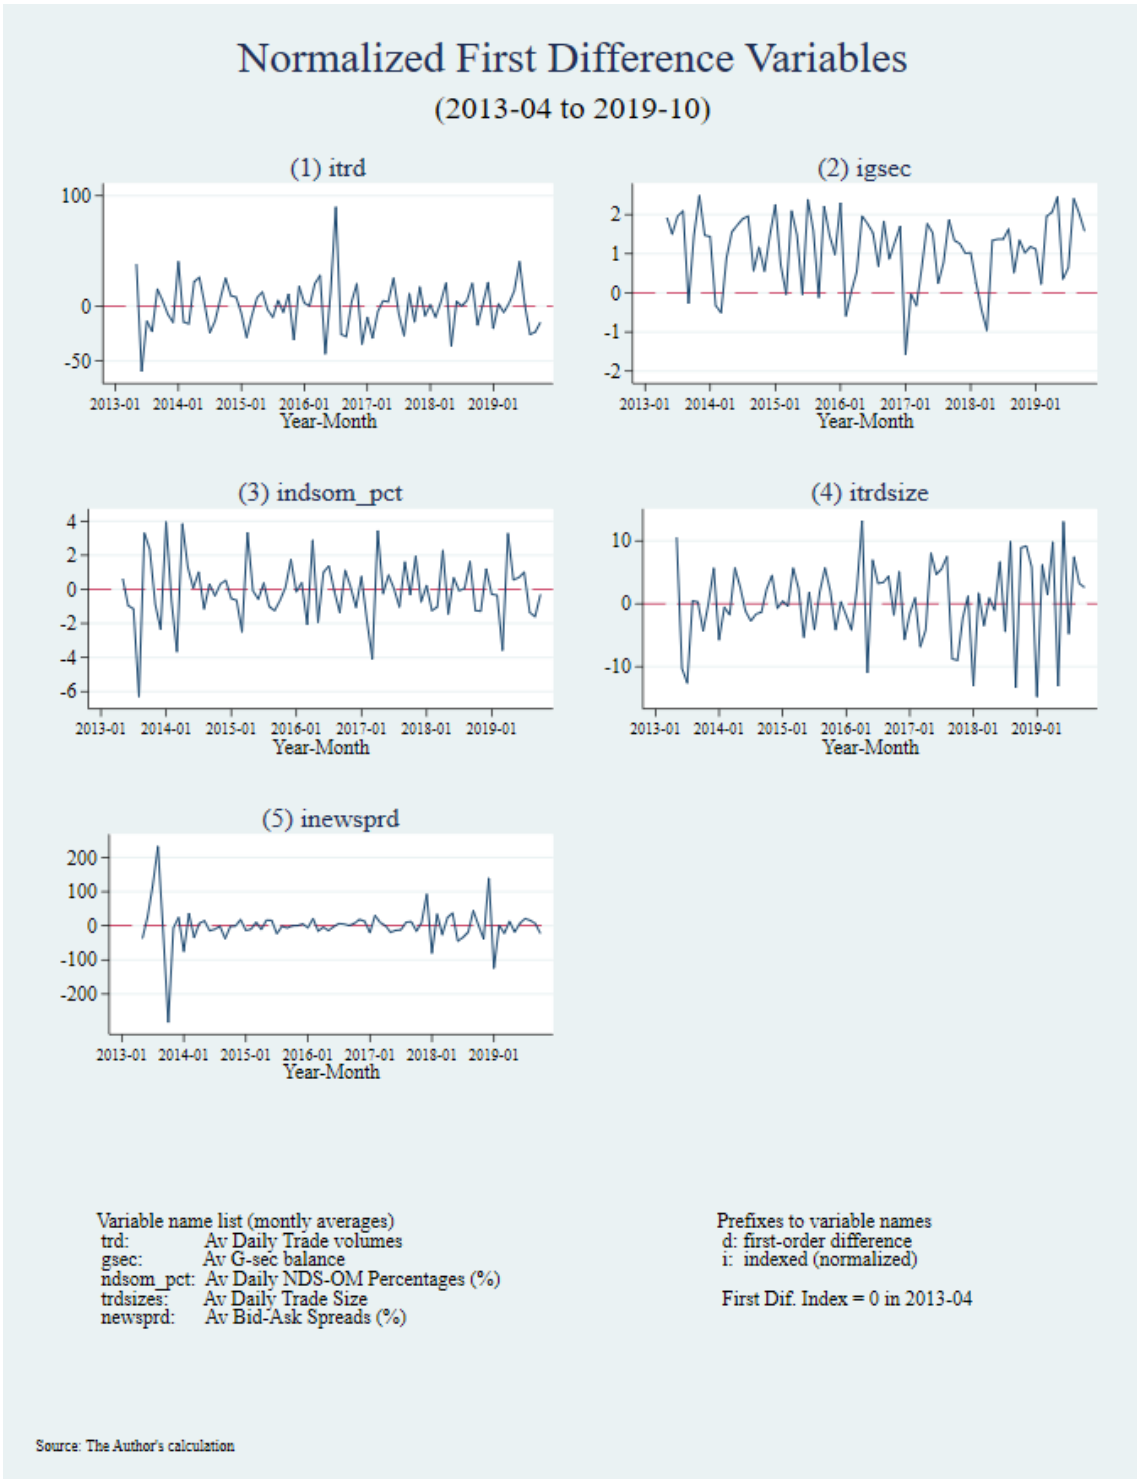 Normalized First Difference Variables
(2013-04 to 2019-10)
(1) itrd
100
0
-50
2013-01 2014-01 2015-01 2016-01 2017-01 2018-01 2019-01
Year-Month
(2) igsec
2
1
0
-1
-2
2013-01 2014-01 2015-01 2016-01 2017-01 2018-01 2019-01
Year-Month
(3) indsom_pct
4
2
0
-2
-4
-6
2013-01 2014-01 2015-01 2016-01 2017-01 2018-01 2019-01
Year-Month
(4) itrdsize
10
0
-10
2013-01 2014-01 2015-01 2016-01 2017-01 2018-01 2019-01
Year-Month
(5) inewsprd
200
100
0
-100
-200
2013-01 2014-01 2015-01 2016-01 2017-01 2018-01 2019-01
Year-Month
Variable name list (montly averages)
trd: Av Daily Trade volumes
gsec: Av G-sec balance
ndsom_pct: Av Daily NDS-OM Percentages (%)
trdsizes: Av Daily Trade Size
newsprd: Av Bid-Ask Spreads (%)
Prefixes to variable names
d: first-order difference
i: indexed (normalized)
First Dif. Index = 0 in 2013-04
Source: The Author's calculation